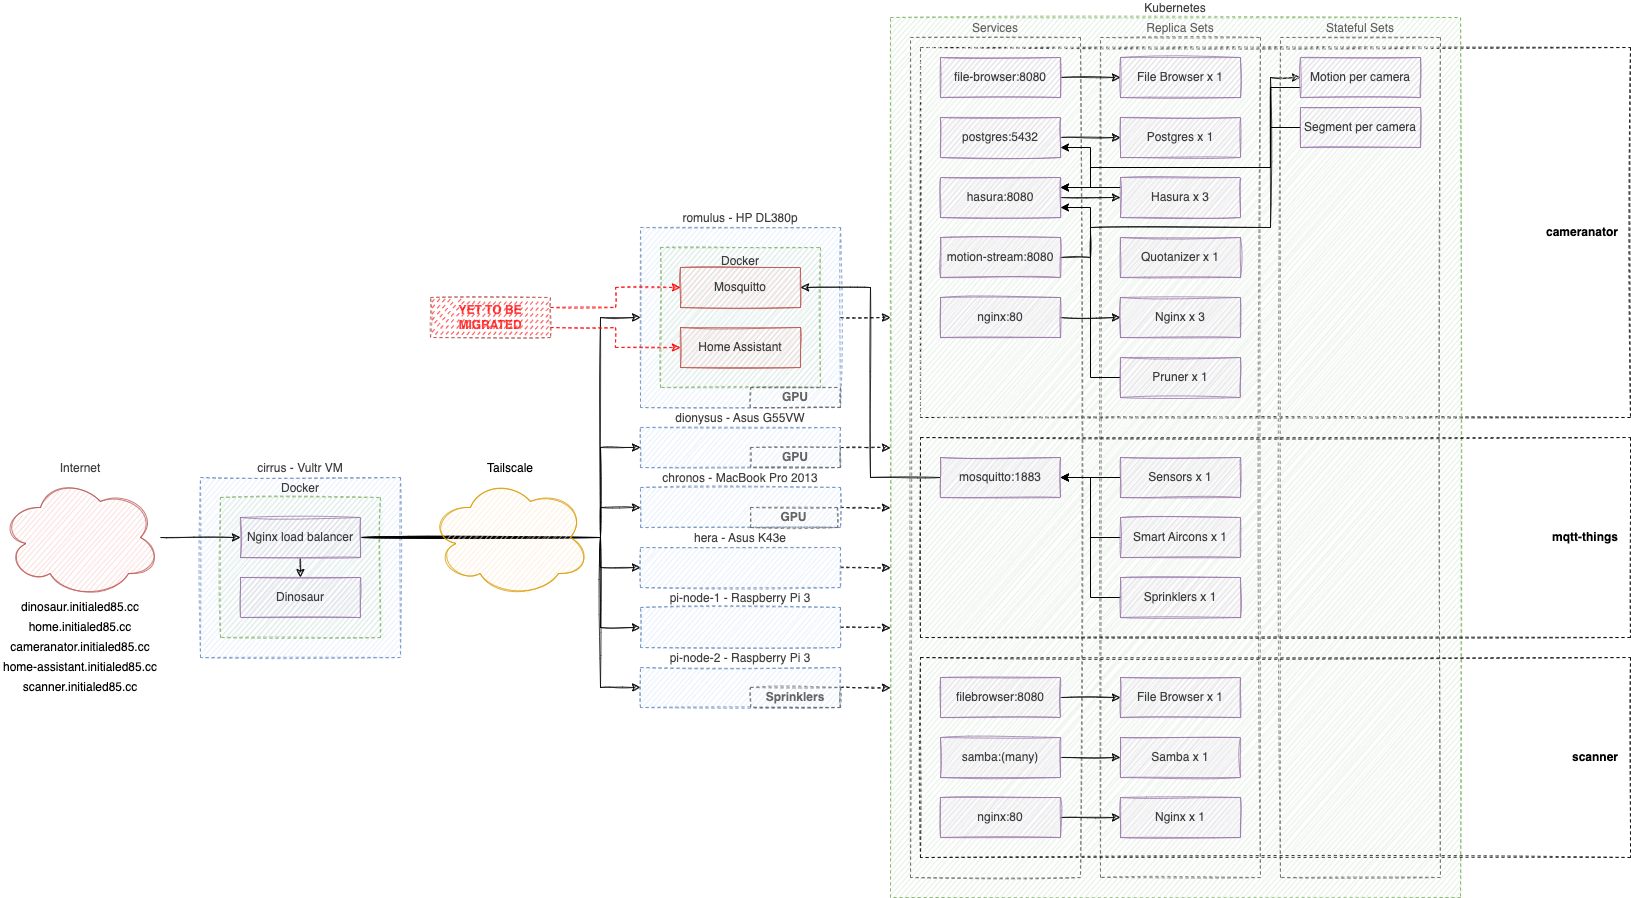 Kubernetes
Services
Replica Sets
Stateful Sets
file-browser:8080
File Browser x 1
Motion per camera
postgres:5432
Postgres x 1
Segment per camera
hasura:8080
Hasura x 3
cameranator
motion-stream:8080
Quotanizer x 1
nginx:80
Nginx x 3
Pruner x 1
romulus - HP DL380p
Docker
Mosquitto
YET TO BE
MIGRATED
Home Assistant
GPU
dionysus - Asus G55VW
GPU
chronos - MacBook Pro 2013
GPU
hera - Asus K43e
pi-node-1 - Raspberry Pi 3
pi-node-2 - Raspberry Pi 3
Sprinklers
Internet
cirrus - Vultr VM
Docker
Tailscale
Nginx load balancer
Dinosaur
dinosaur.initialed85.cc
home.initialed85.cc
cameranator.initialed85.cc
home-assistant.initialed85.cc
scanner.initialed85.cc
mosquitto:1883
Sensors x 1
Smart Aircons x 1
mqtt-things
Sprinklers x 1
filebrowser:8080
File Browser x 1
samba:(many)
Samba x 1
scanner
nginx:80
Nginx x 1